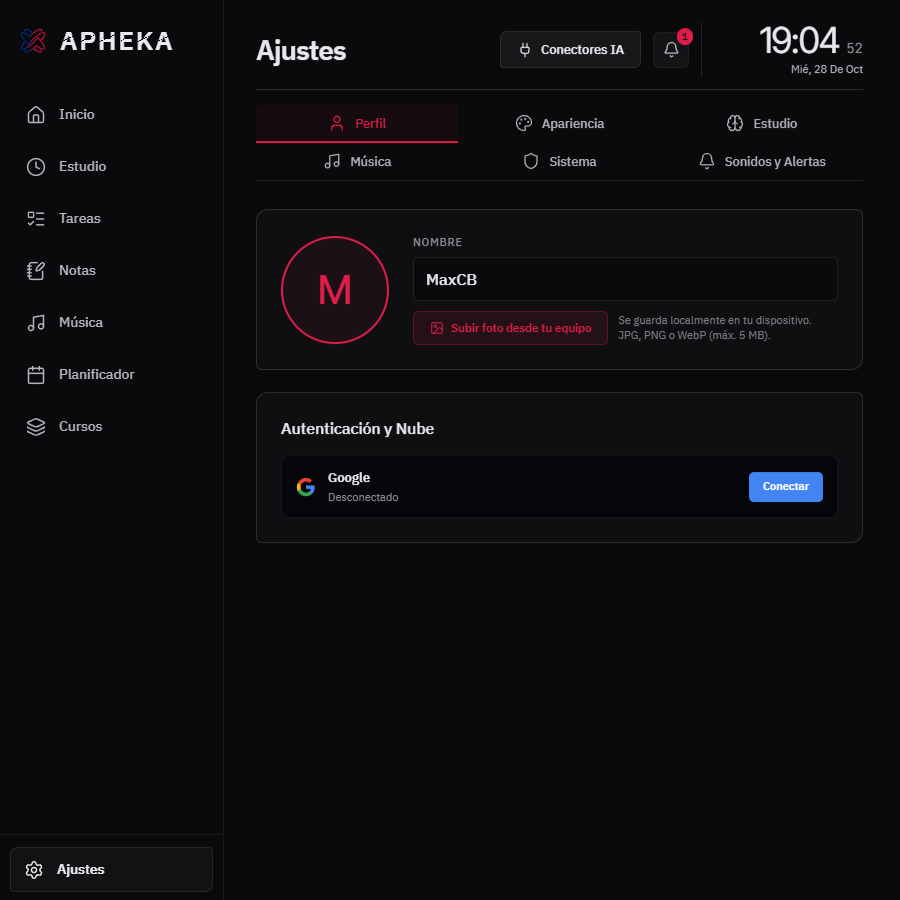 APHEKA
Inicio
Estudio
Tareas
Notas
Música
Planificador
Cursos
Ajustes
Ajustes
Conectores IA
1
19:04 52
Mié, 28 De Oct
Perfil
Apariencia
Estudio
Música
Sistema
Sonidos y Alertas
M
NOMBRE
MaxCB
Subir foto desde tu equipo
Se guarda localmente en tu dispositivo.
JPG, PNG o WebP (máx. 5 MB).
Autenticación y Nube
Google
Desconectado
Conectar